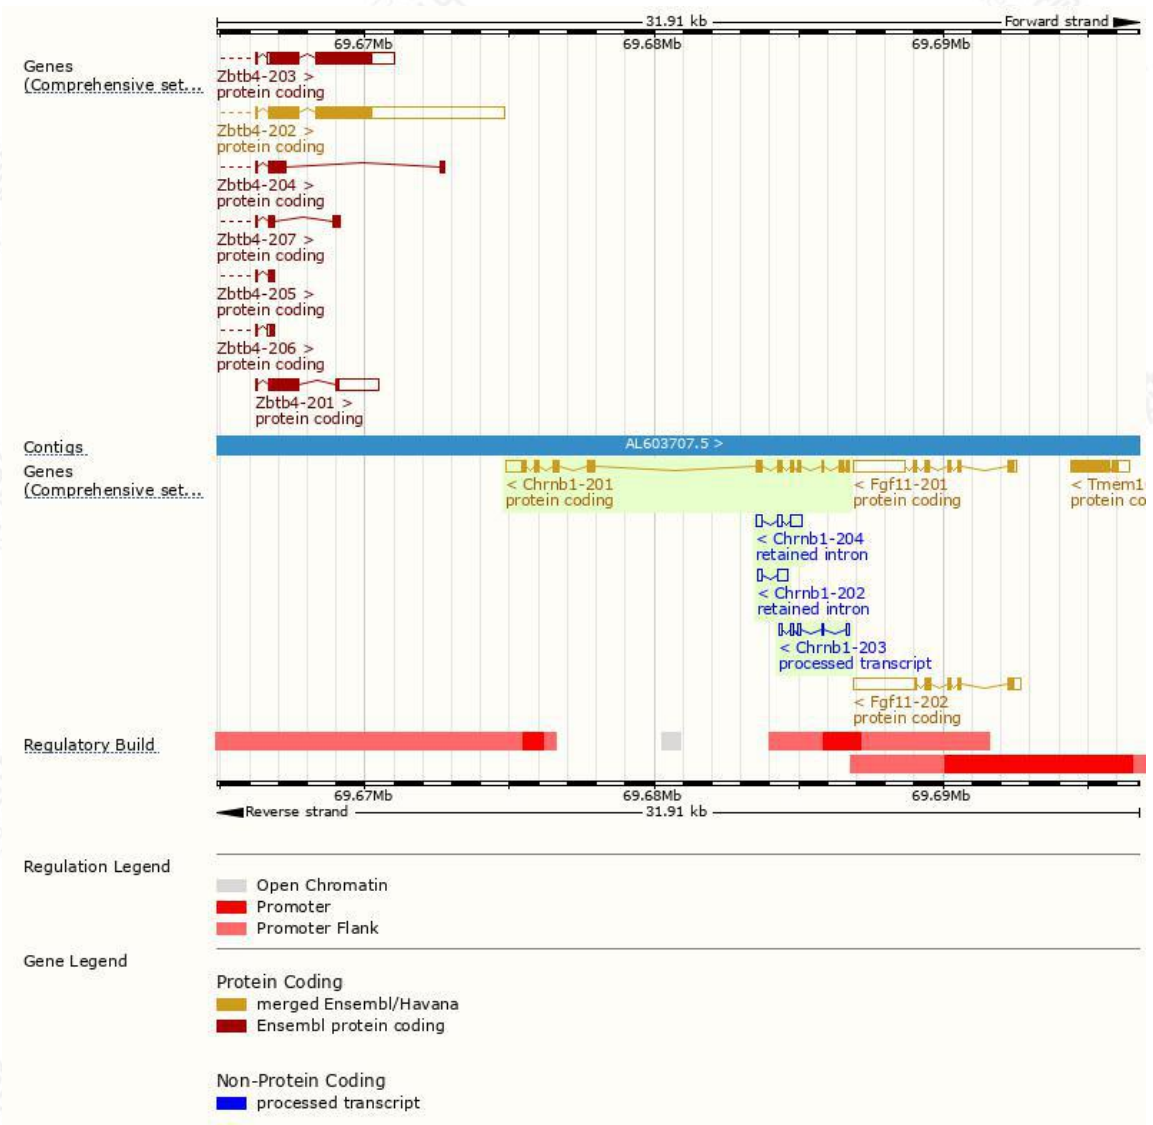 31.91 kb
Forward strand
69.67Mb 69.68Mb 69.69Mb
Genes
(Comprehensive set...
Zbtb4-203 >
protein coding
Zbtb4-202 >
protein coding
Zbtb4-204 >
protein coding
Zbtb4-207 >
protein coding
Zbtb4-205 >
protein coding
Zbtb4-206 >
protein coding
Zbtb4-201 >
protein coding
Contigs
AL603707.5 >
Genes
(Comprehensive set...
< Chrnb1-201
protein coding
< Fgf11-201
protein coding
< Tmem1
protein co
< Chrnb1-204
retained intron
< Chrnb1-202
retained intron
< Chrnb1-203
processed transcript
< Fgf11-202
protein coding
Regulatory Build
69.67Mb 69.68Mb 69.69Mb
Reverse strand
31.91 kb
Regulation Legend
Open Chromatin
Promoter
Promoter Flank
Gene Legend
Protein Coding
merged Ensembl/Havana
Ensembl protein coding
Non-Protein Coding
processed transcript